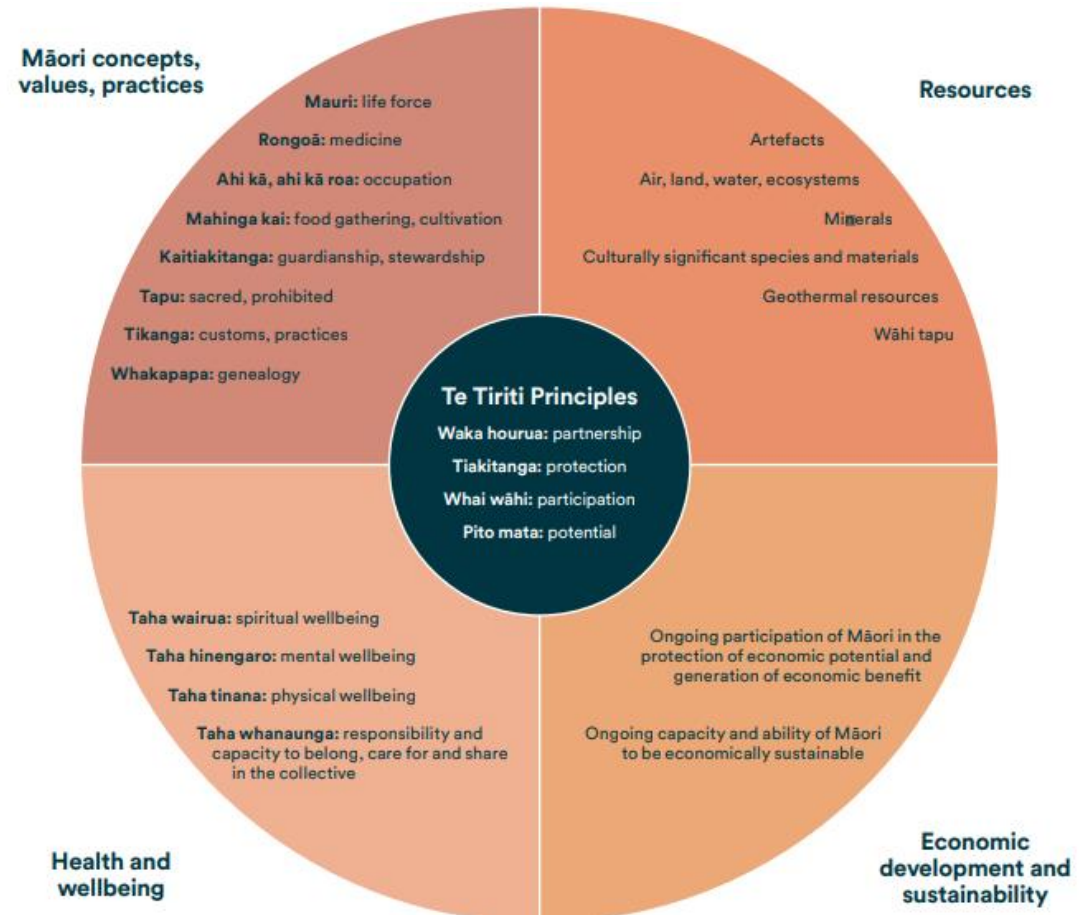 Māori concepts,
values, practices
Mauri: life force
Rongoā: medicine
Ahi kā, ahi kā roa: occupation
Mahinga kai: food gathering, cultivation
Kaitiakitanga: guardianship, stewardship
Tapu: sacred, prohibited
Tikanga: customs, practices
Whakapapa: genealogy
Resources
Artefacts
Air, land, water, ecosystems
Minerals
Culturally significant species and materials
Geothermal resources
Wāhi tapu
Te Tiriti Principles
Waka hourua: partnership
Tiakitanga: protection
Whai wāhi: participation
Pito mata: potential
Taha wairua: spiritual wellbeing
Taha hinengaro: mental wellbeing
Taha tinana: physical wellbeing
Taha whanaunga: responsibility and
capacity to belong, care for and share
in the collective
Health and
wellbeing
Ongoing participation of Māori in the
protection of economic potential and
generation of economic benefit
Ongoing capacity and ability of Māori
to be economically sustainable
Economic
development and
sustainability